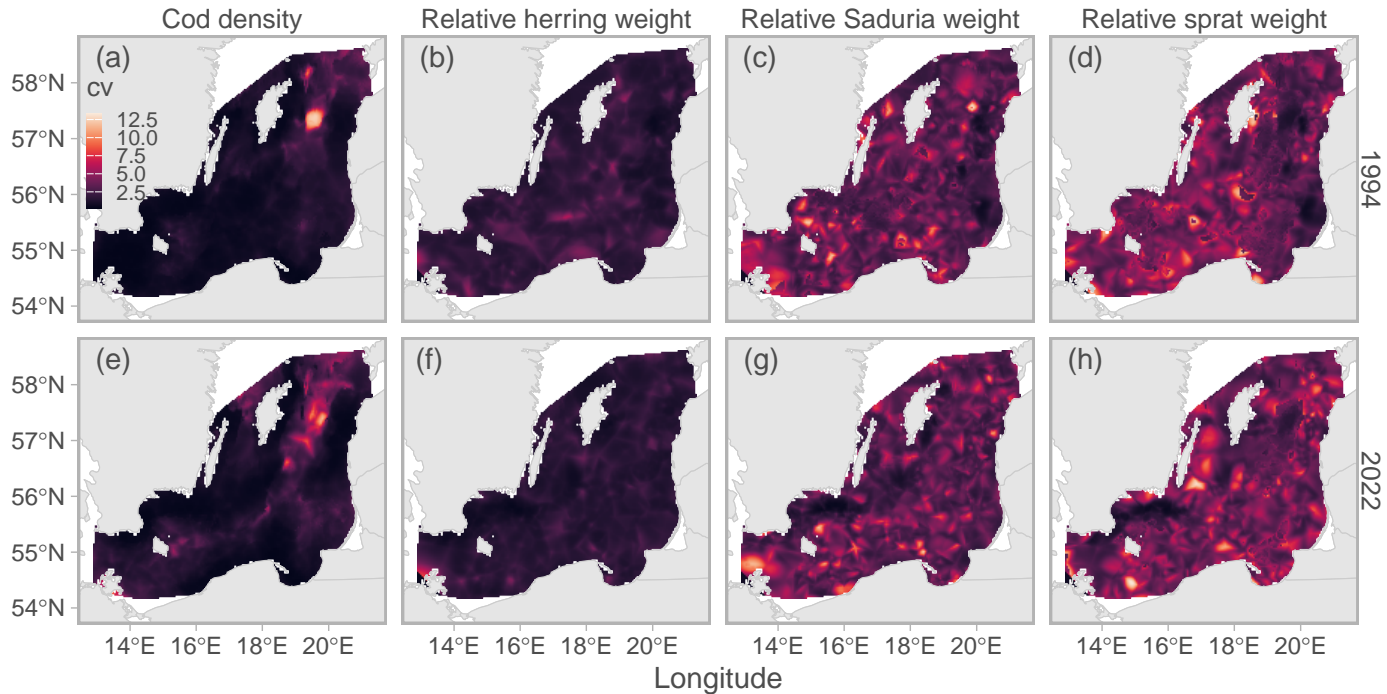 Cod density
Relative herring weight
Relative Saduria weight
Relative sprat weight
(a)
(b)
(c)
(d)
cv
12.5
10.0
7.5
5.0
2.5
58°N
57°N
56°N
55°N
54°N
1994
(e)
(f)
(g)
(h)
58°N
57°N
56°N
55°N
54°N
2022
14°E 16°E 18°E 20°E
14°E 16°E 18°E 20°E
14°E 16°E 18°E 20°E
14°E 16°E 18°E 20°E
Longitude